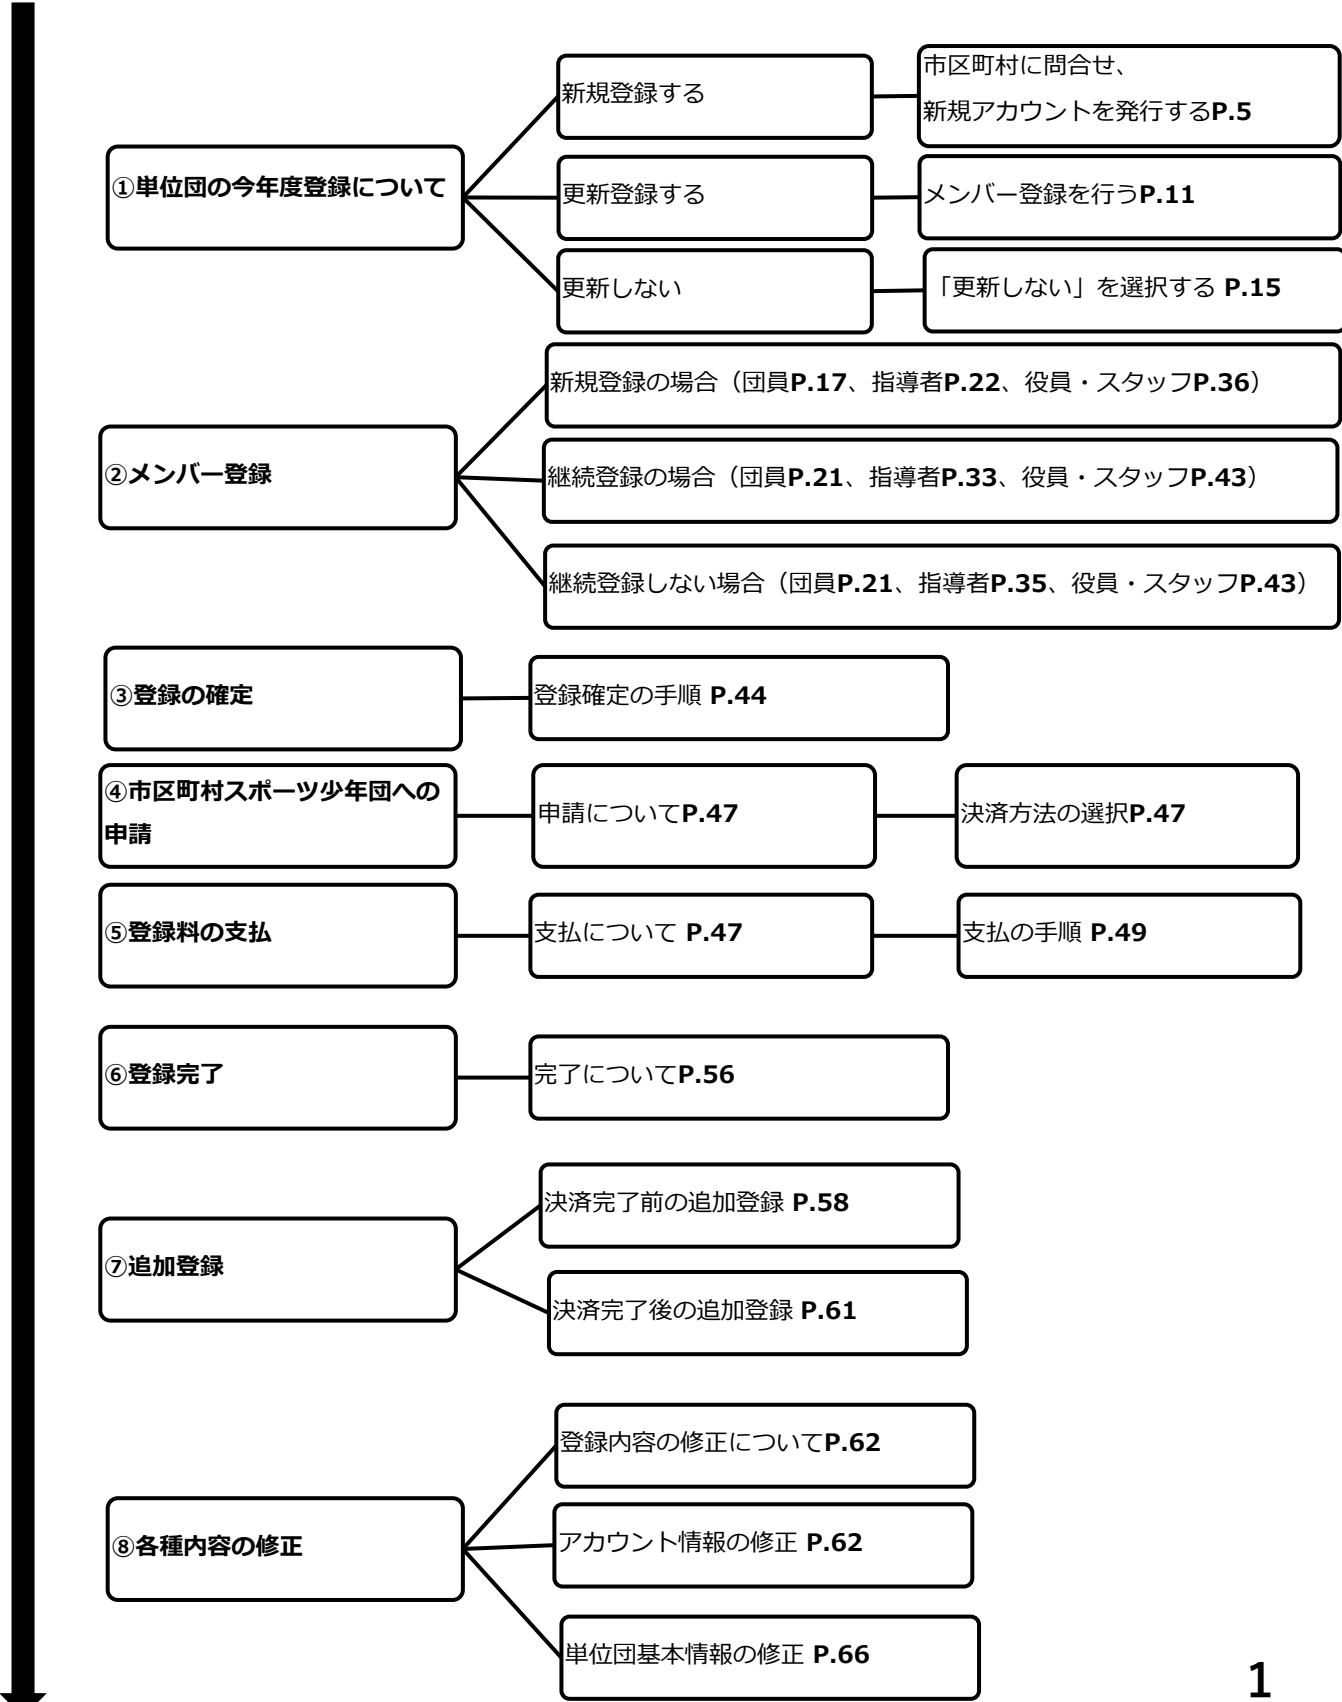 ①単位団の今年度登録について
新規登録する
市区町村に問合せ、
新規アカウントを発行するP.5
更新登録する
メンバー登録を行うP.11
更新しない
「更新しない」を選択する P.15
②メンバー登録
新規登録の場合（団員P.17、指導者P.22、役員・スタッフP.36）
継続登録の場合（団員P.21、指導者P.33、役員・スタッフP.43）
継続登録しない場合（団員P.21、指導者P.35、役員・スタッフP.43）
③登録の確定
登録確定の手順 P.44
④市区町村スポーツ少年団への
申請
申請についてP.47
決済方法の選択P.47
⑤登録料の支払
支払について P.47
支払の手順 P.49
⑥登録完了
完了についてP.56
⑦追加登録
決済完了前の追加登録 P.58
決済完了後の追加登録 P.61
⑧各種内容の修正
登録内容の修正についてP.62
アカウント情報の修正 P.62
単位団基本情報の修正 P.66
1